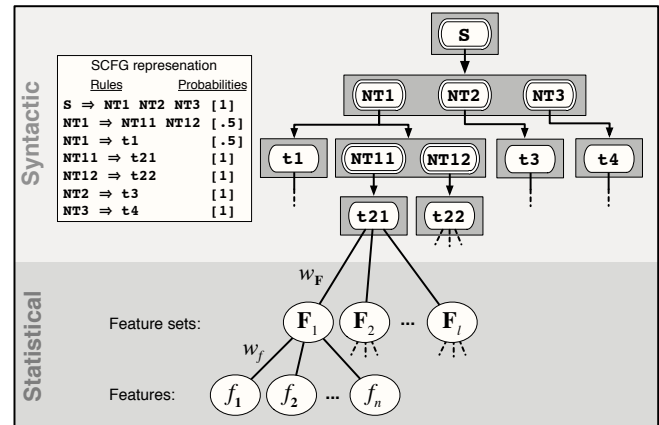 Syntactic
SCFG represenation
Rules Probabilities
S ⇒ NT1 NT2 NT3 [1]
NT1 ⇒ NT11 NT12 [.5]
NT1 ⇒ t1 [.5]
NT11 ⇒ t21 [1]
NT12 ⇒ t22 [1]
NT2 ⇒ t3 [1]
NT3 ⇒ t4 [1]
S
NT1 NT2 NT3
t1 NT11 NT12 t3 t4
t21 t22
Statistical
w_F
Feature sets: F_1 F_2 ... F_l
w_f
Features: f_1 f_2 ... f_n